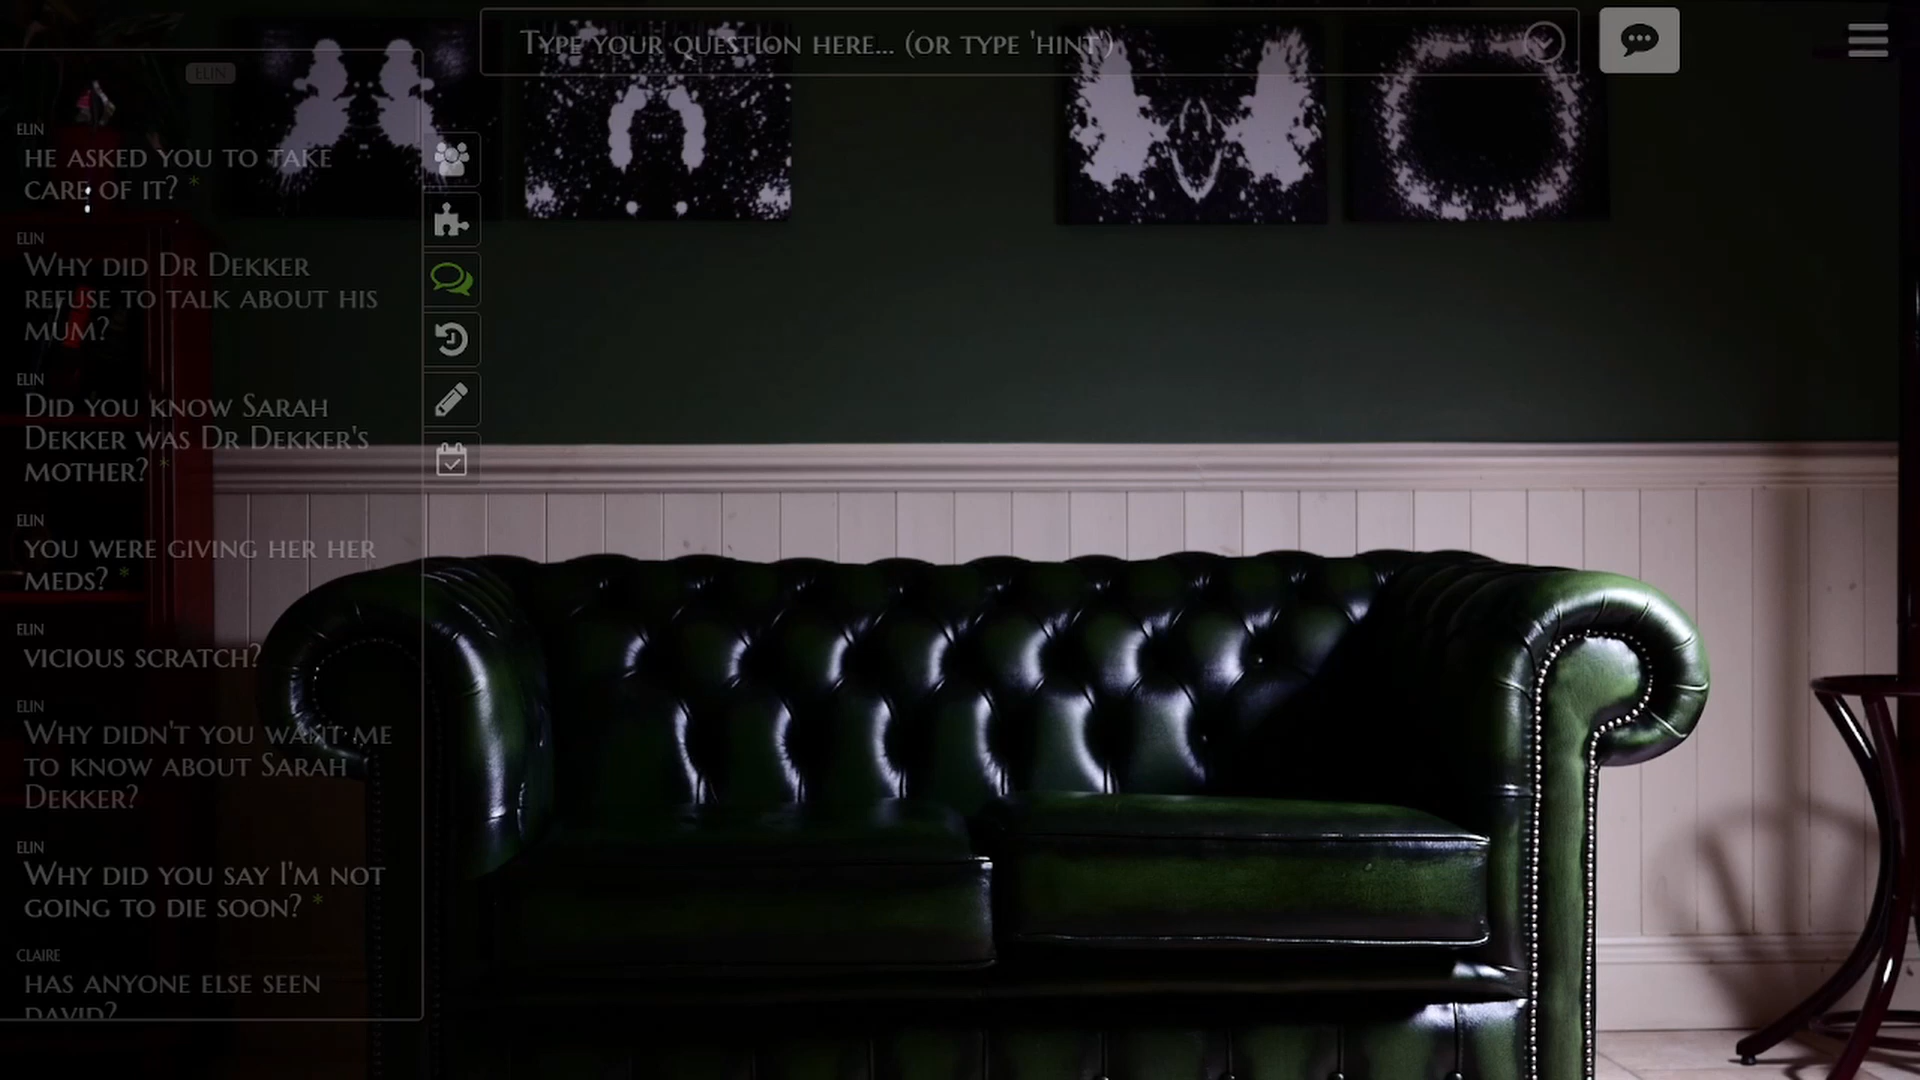 Type your question here... (or type 'hint')
ELIN
ELIN
HE ASKED YOU TO TAKE
CARE OF IT? *
ELIN
Why did Dr Dekker
refuse to talk about his
mum?
ELIN
Did you know Sarah
Dekker was Dr Dekker's
mother? *
ELIN
YOU WERE GIVING HER HER
MEDS? *
ELIN
VICIOUS SCRATCH?
ELIN
Why didn't you want me
to know about Sarah
Dekker?
ELIN
Why did you say I'm not
going to die soon? *
CLAIRE
HAS ANYONE ELSE SEEN
DAVID?